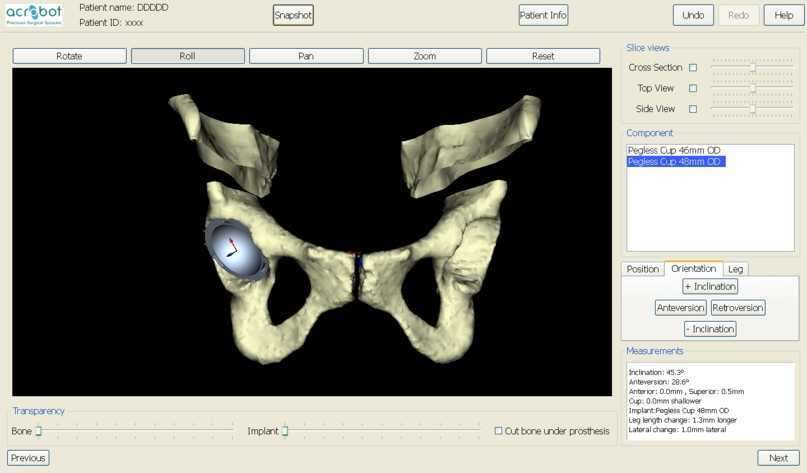 acrobot
Precision Surgical Systems
Patient name: DDDDD
Patient ID: xxxx
Snapshot
Patient Info
Undo
Redo
Help
Rotate
Roll
Pan
Zoom
Reset
Slice views
Cross Section
Top View
Side View
Component
Pegless Cup 46mm OD
Pegless Cup 48mm OD
Position
Orientation
Leg
+ Inclination
Anteversion
Retroversion
- Inclination
Measurements
Inclination: 45.3º
Anteversion: 28.6º
Anterior: 0.0mm , Superior: 0.5mm
Cup: 0.0mm shallower
Implant:Pegless Cup 48mm OD
Leg length change: 1.3mm longer
Lateral change: 1.0mm lateral
Transparency
Bone
Implant
Cut bone under prosthesis
Previous
Next